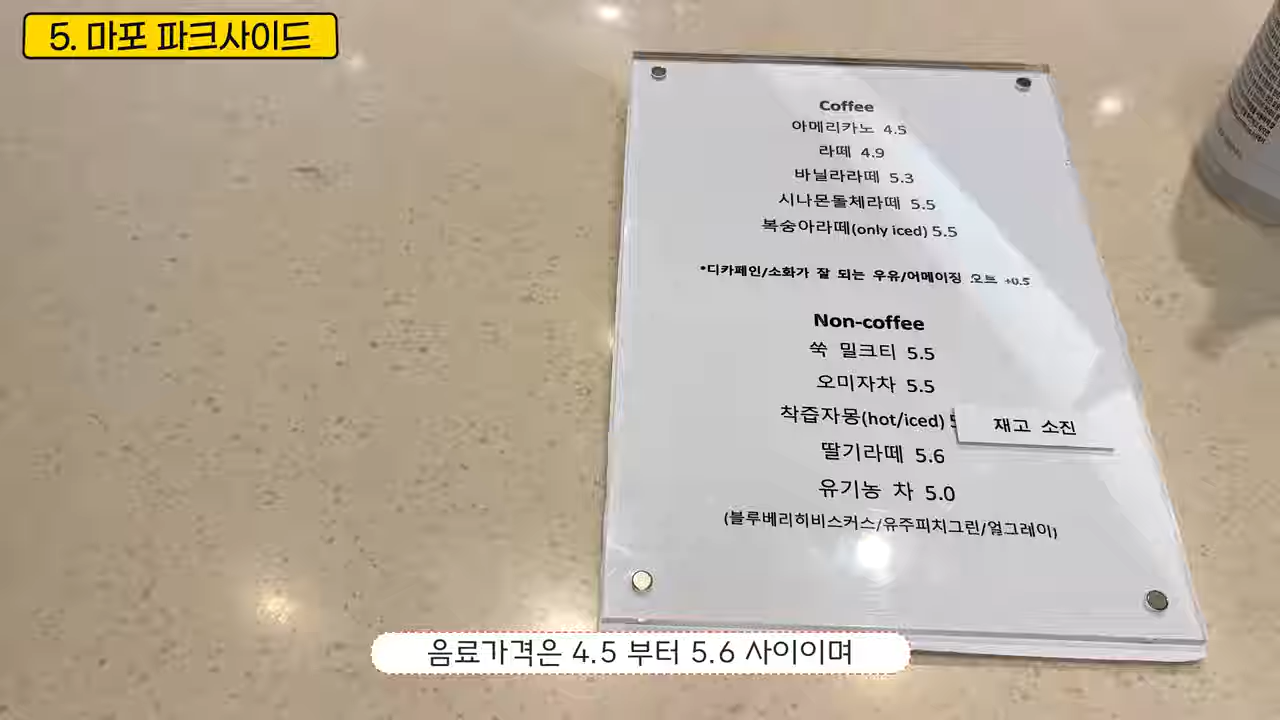 5. 마포 파크사이드
Coffee
아메리카노 4.5
라떼 4.9
바닐라라떼 5.3
시나몬돌체라떼 5.5
복숭아라떼(only iced) 5.5
*디카페인/소화가 잘 되는 우유/어메이징 오트 +0.5
Non-coffee
쑥 밀크티 5.5
오미자차 5.5
착즙자몽(hot/iced)
재고 소진
딸기라떼 5.6
유기농 차 5.0
(블루베리히비스커스/유주피치그린/얼그레이)
음료가격은 4.5 부터 5.6 사이이며